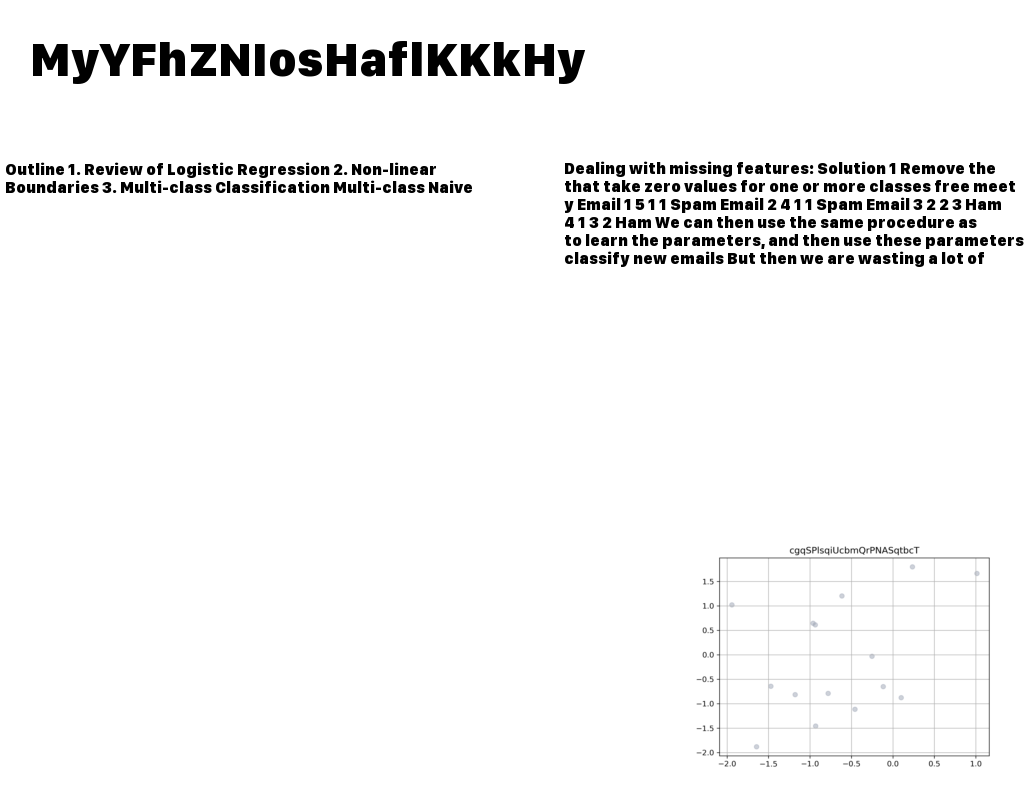 MyYFhZNIosHaflKKkHy
Outline 1. Review of Logistic Regression 2. Non-linear
Boundaries 3. Multi-class Classification Multi-class Naive
Dealing with missing features: Solution 1 Remove the
that take zero values for one or more classes free meet
y Email 1 5 1 1 Spam Email 2 4 1 1 Spam Email 3 2 2 3 Ham
4 1 3 2 Ham We can then use the same procedure as
to learn the parameters, and then use these parameters
classify new emails But then we are wasting a lot of
cgqSPlsqiUcbmQrPNASqtbcT
1.5
1.0
0.5
0.0
−0.5
−1.0
−1.5
−2.0
−2.0 −1.5 −1.0 −0.5 0.0 0.5 1.0